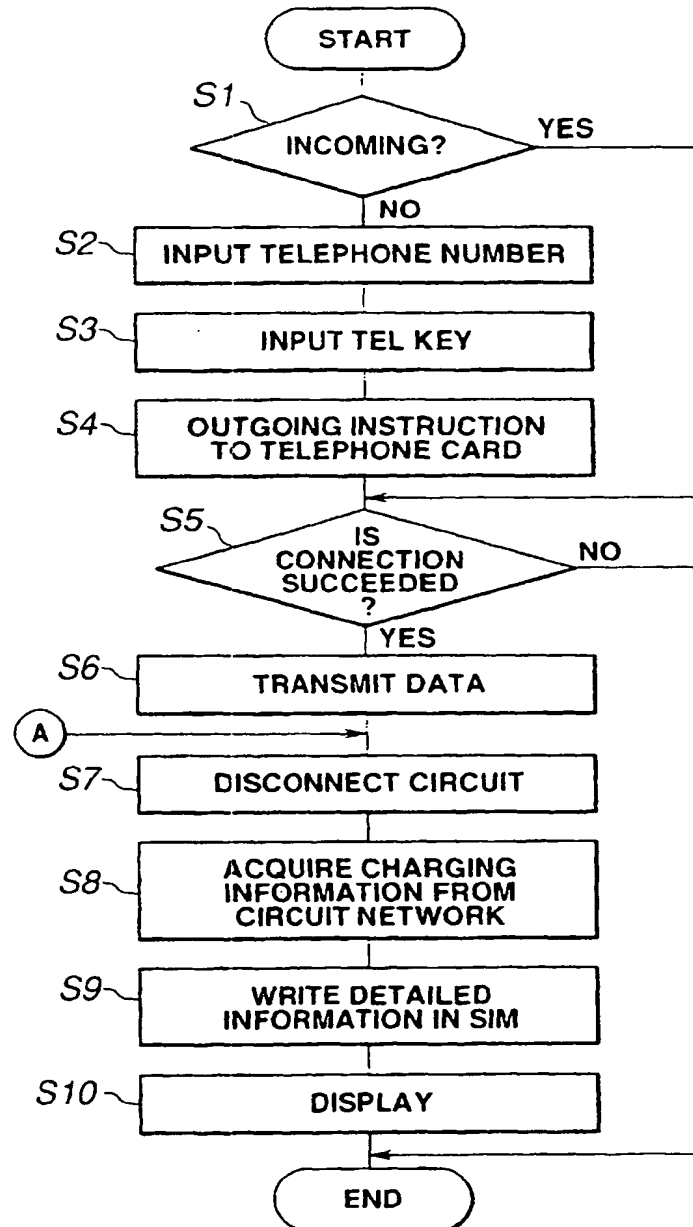 START
S1
INCOMING?
YES
NO
S2
INPUT TELEPHONE NUMBER
S3
INPUT TEL KEY
S4
OUTGOING INSTRUCTION
TO TELEPHONE CARD
S5
IS
CONNECTION
SUCCEEDED
?
NO
YES
S6
TRANSMIT DATA
A
S7
DISCONNECT CIRCUIT
S8
ACQUIRE CHARGING
INFORMATION FROM
CIRCUIT NETWORK
S9
WRITE DETAILED
INFORMATION IN SIM
S10
DISPLAY
END